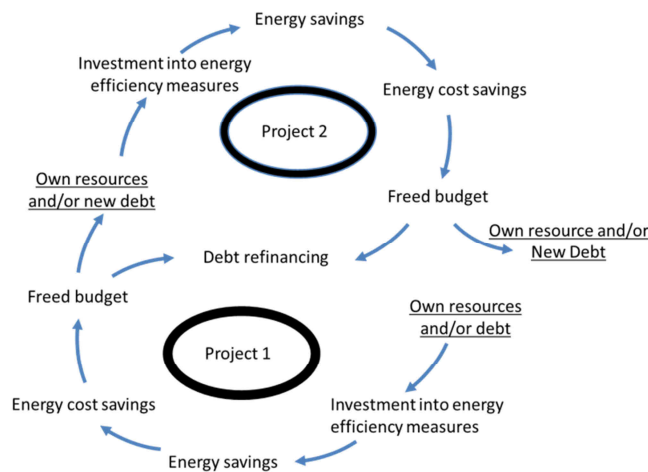 Energy savings
Investment into energy
efficiency measures
Energy cost savings
Project 2
Own resources
and/or new debt
Freed budget
Own resource and/or
New Debt
Debt refinancing
Freed budget
Own resources
and/or debt
Project 1
Energy cost savings
Investment into energy
efficiency measures
Energy savings